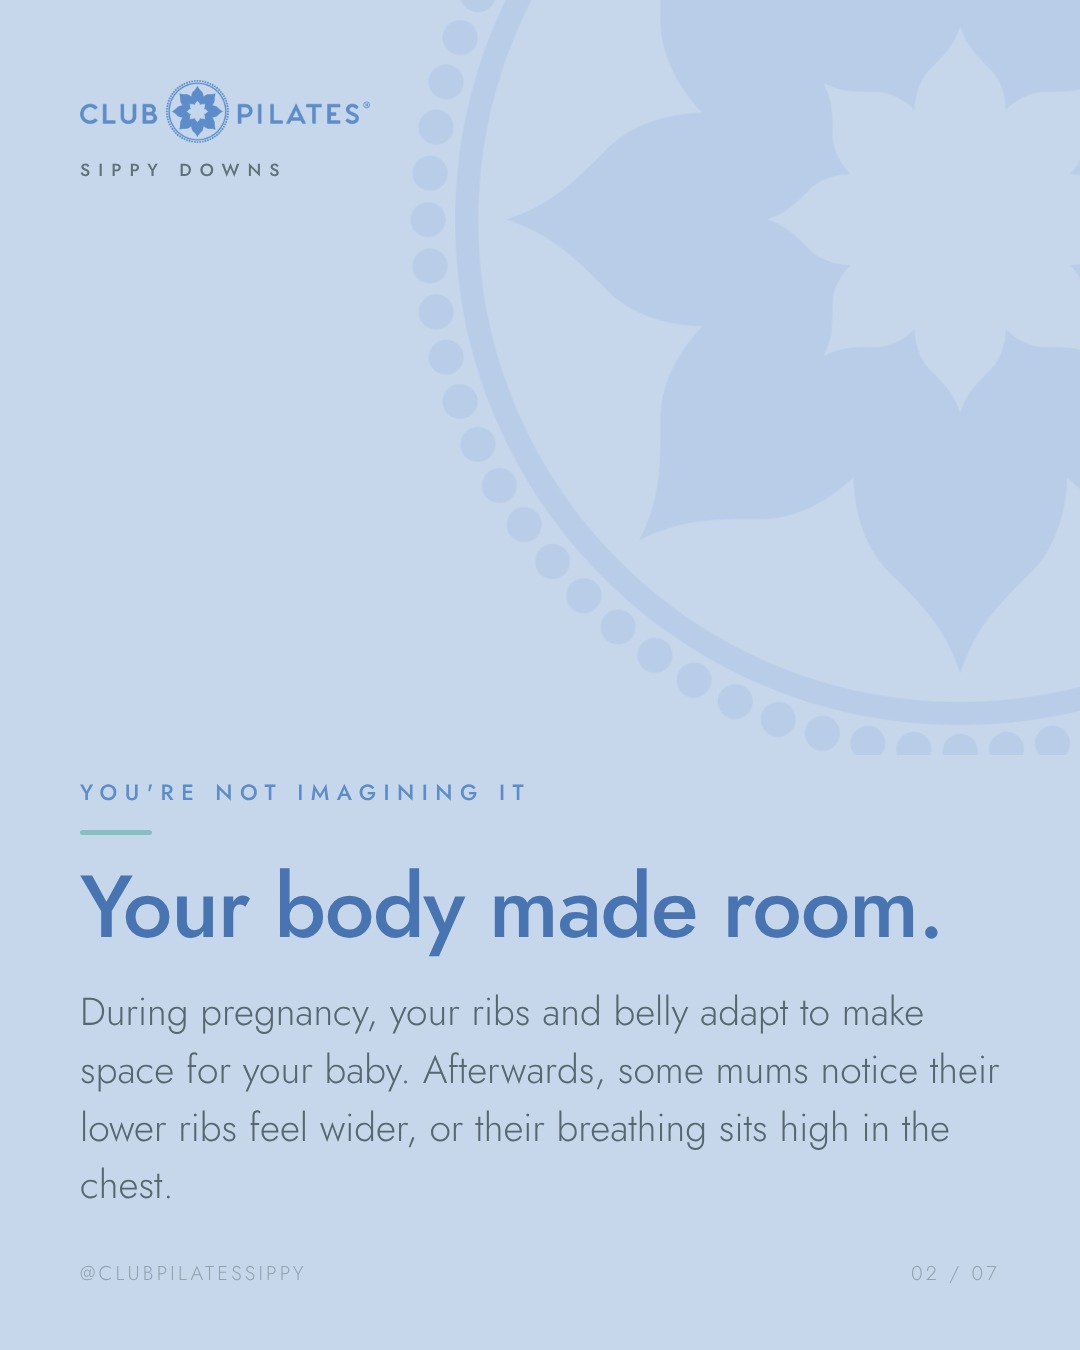 CLUB PILATES®
SIPPY DOWNS
YOU'RE NOT IMAGINING IT
Your body made room.
During pregnancy, your ribs and belly adapt to make
space for your baby. Afterwards, some mums notice their
lower ribs feel wider, or their breathing sits high in the
chest.
@CLUBPILATESSIPPY
02 / 07